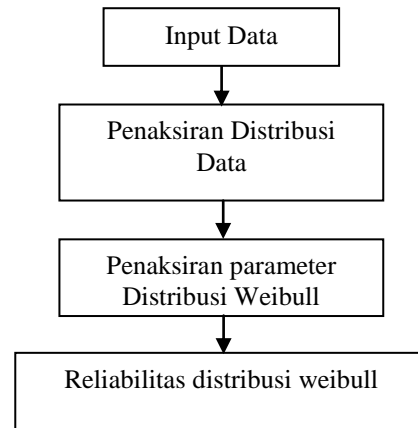 Input Data
Penaksiran Distribusi
Data
Penaksiran parameter
Distribusi Weibull
Reliabilitas distribusi weibull